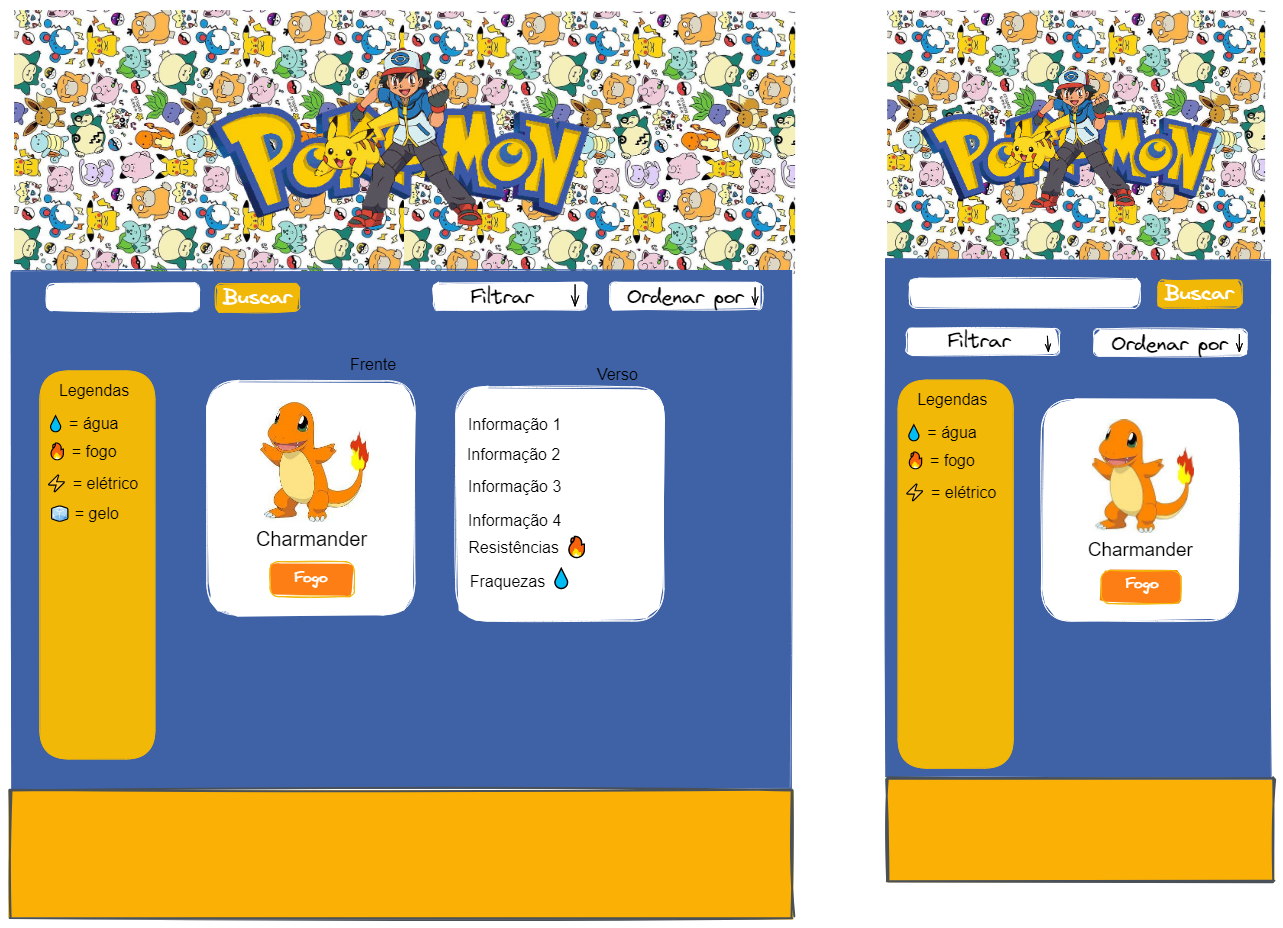 POKÉMON
Buscar
Filtrar
Ordenar por
Frente
Verso
Legendas
= água
= fogo
= elétrico
= gelo
Charmander
Fogo
Informação 1
Informação 2
Informação 3
Informação 4
Resistências
Fraquezas
POKÉMON
Buscar
Filtrar
Ordenar por
Legendas
= água
= fogo
= elétrico
Charmander
Fogo